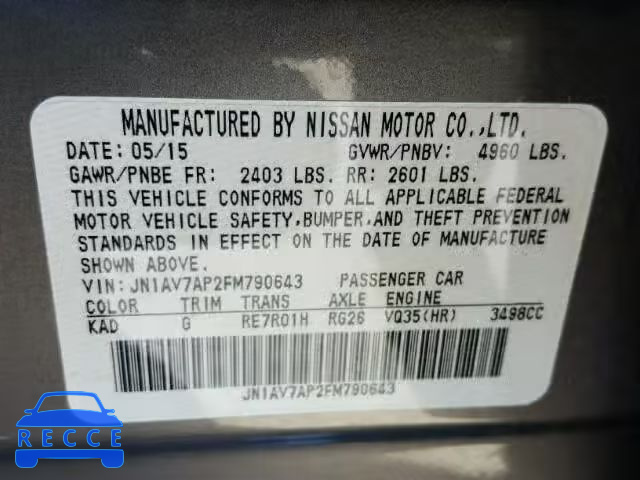 MANUFACTURED BY NISSAN MOTOR CO.,LTD.
DATE: 05/15 GVWR/PNBV: 4960 LBS.
GAWR/PNBE FR: 2403 LBS. RR: 2601 LBS.
THIS VEHICLE CONFORMS TO ALL APPLICABLE FEDERAL
MOTOR VEHICLE SAFETY,BUMPER,AND THEFT PREVENTION
STANDARDS IN EFFECT ON THE DATE OF MANUFACTURE
SHOWN ABOVE.
VIN: JN1AV7AP2FM790643 PASSENGER CAR
COLOR TRIM TRANS AXLE ENGINE
KAD G RE7R01H RG26 VQ35(HR) 3498CC
JN1AV7AP2FM790643
RECCE